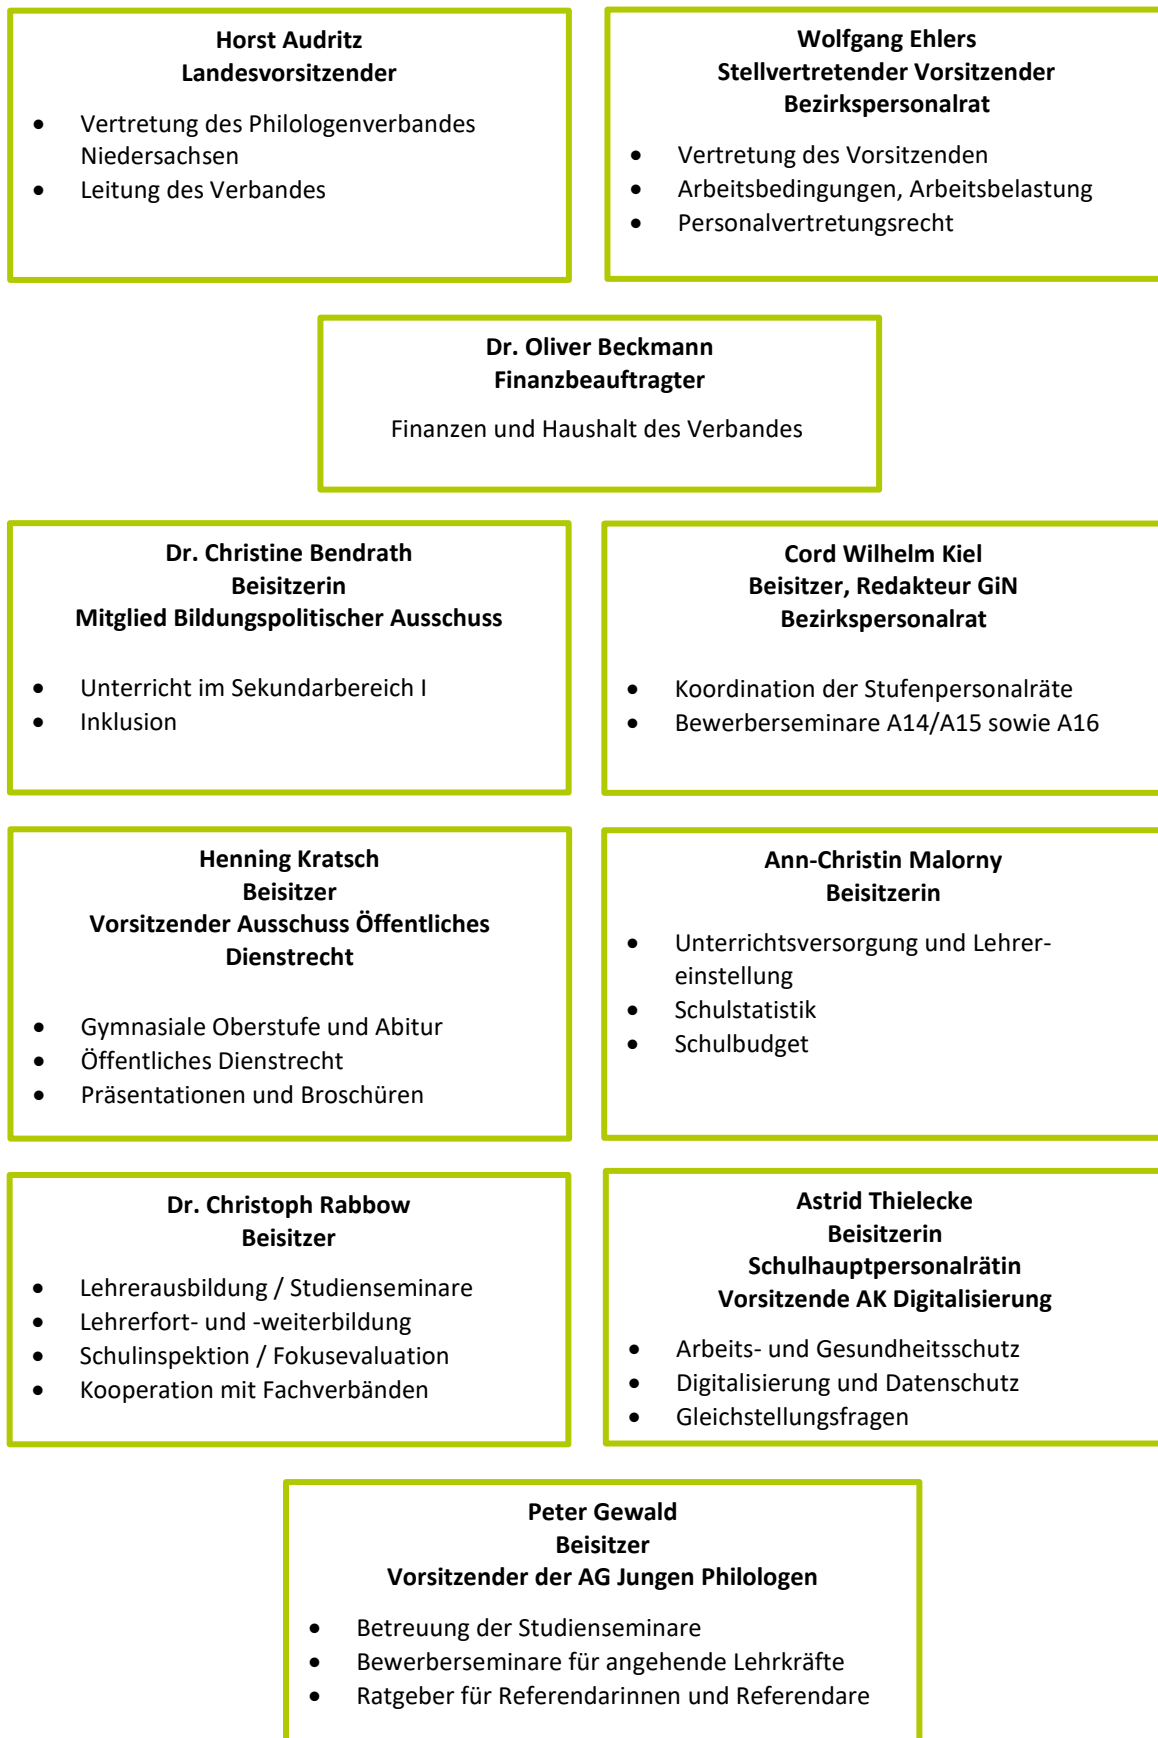 Horst Audritz
Landesvorsitzender
• Vertretung des Philologenverbandes
Niedersachsen
• Leitung des Verbandes
Wolfgang Ehlers
Stellvertretender Vorsitzender
Bezirkspersonalrat
• Vertretung des Vorsitzenden
• Arbeitsbedingungen, Arbeitsbelastung
• Personalvertretungsrecht
Dr. Oliver Beckmann
Finanzbeauftragter
Finanzen und Haushalt des Verbandes
Dr. Christine Bendrath
Beisitzerin
Mitglied Bildungspolitischer Ausschuss
• Unterricht im Sekundarbereich I
• Inklusion
Cord Wilhelm Kiel
Beisitzer, Redakteur GiN
Bezirkspersonalrat
• Koordination der Stufenpersonalräte
• Bewerberseminare A14/A15 sowie A16
Henning Kratsch
Beisitzer
Vorsitzender Ausschuss Öffentliches
Dienstrecht
• Gymnasiale Oberstufe und Abitur
• Öffentliches Dienstrecht
• Präsentationen und Broschüren
Ann-Christin Malorny
Beisitzerin
• Unterrichtsversorgung und Lehrer-
einstellung
• Schulstatistik
• Schulbudget
Dr. Christoph Rabbow
Beisitzer
• Lehrerausbildung / Studienseminare
• Lehrerfort- und -weiterbildung
• Schulinspektion / Fokusevaluation
• Kooperation mit Fachverbänden
Astrid Thielecke
Beisitzerin
Schulhauptpersonalrätin
Vorsitzende AK Digitalisierung
• Arbeits- und Gesundheitsschutz
• Digitalisierung und Datenschutz
• Gleichstellungsfragen
Peter Gewald
Beisitzer
Vorsitzender der AG Jungen Philologen
• Betreuung der Studienseminare
• Bewerberseminare für angehende Lehrkräfte
• Ratgeber für Referendarinnen und Referendare